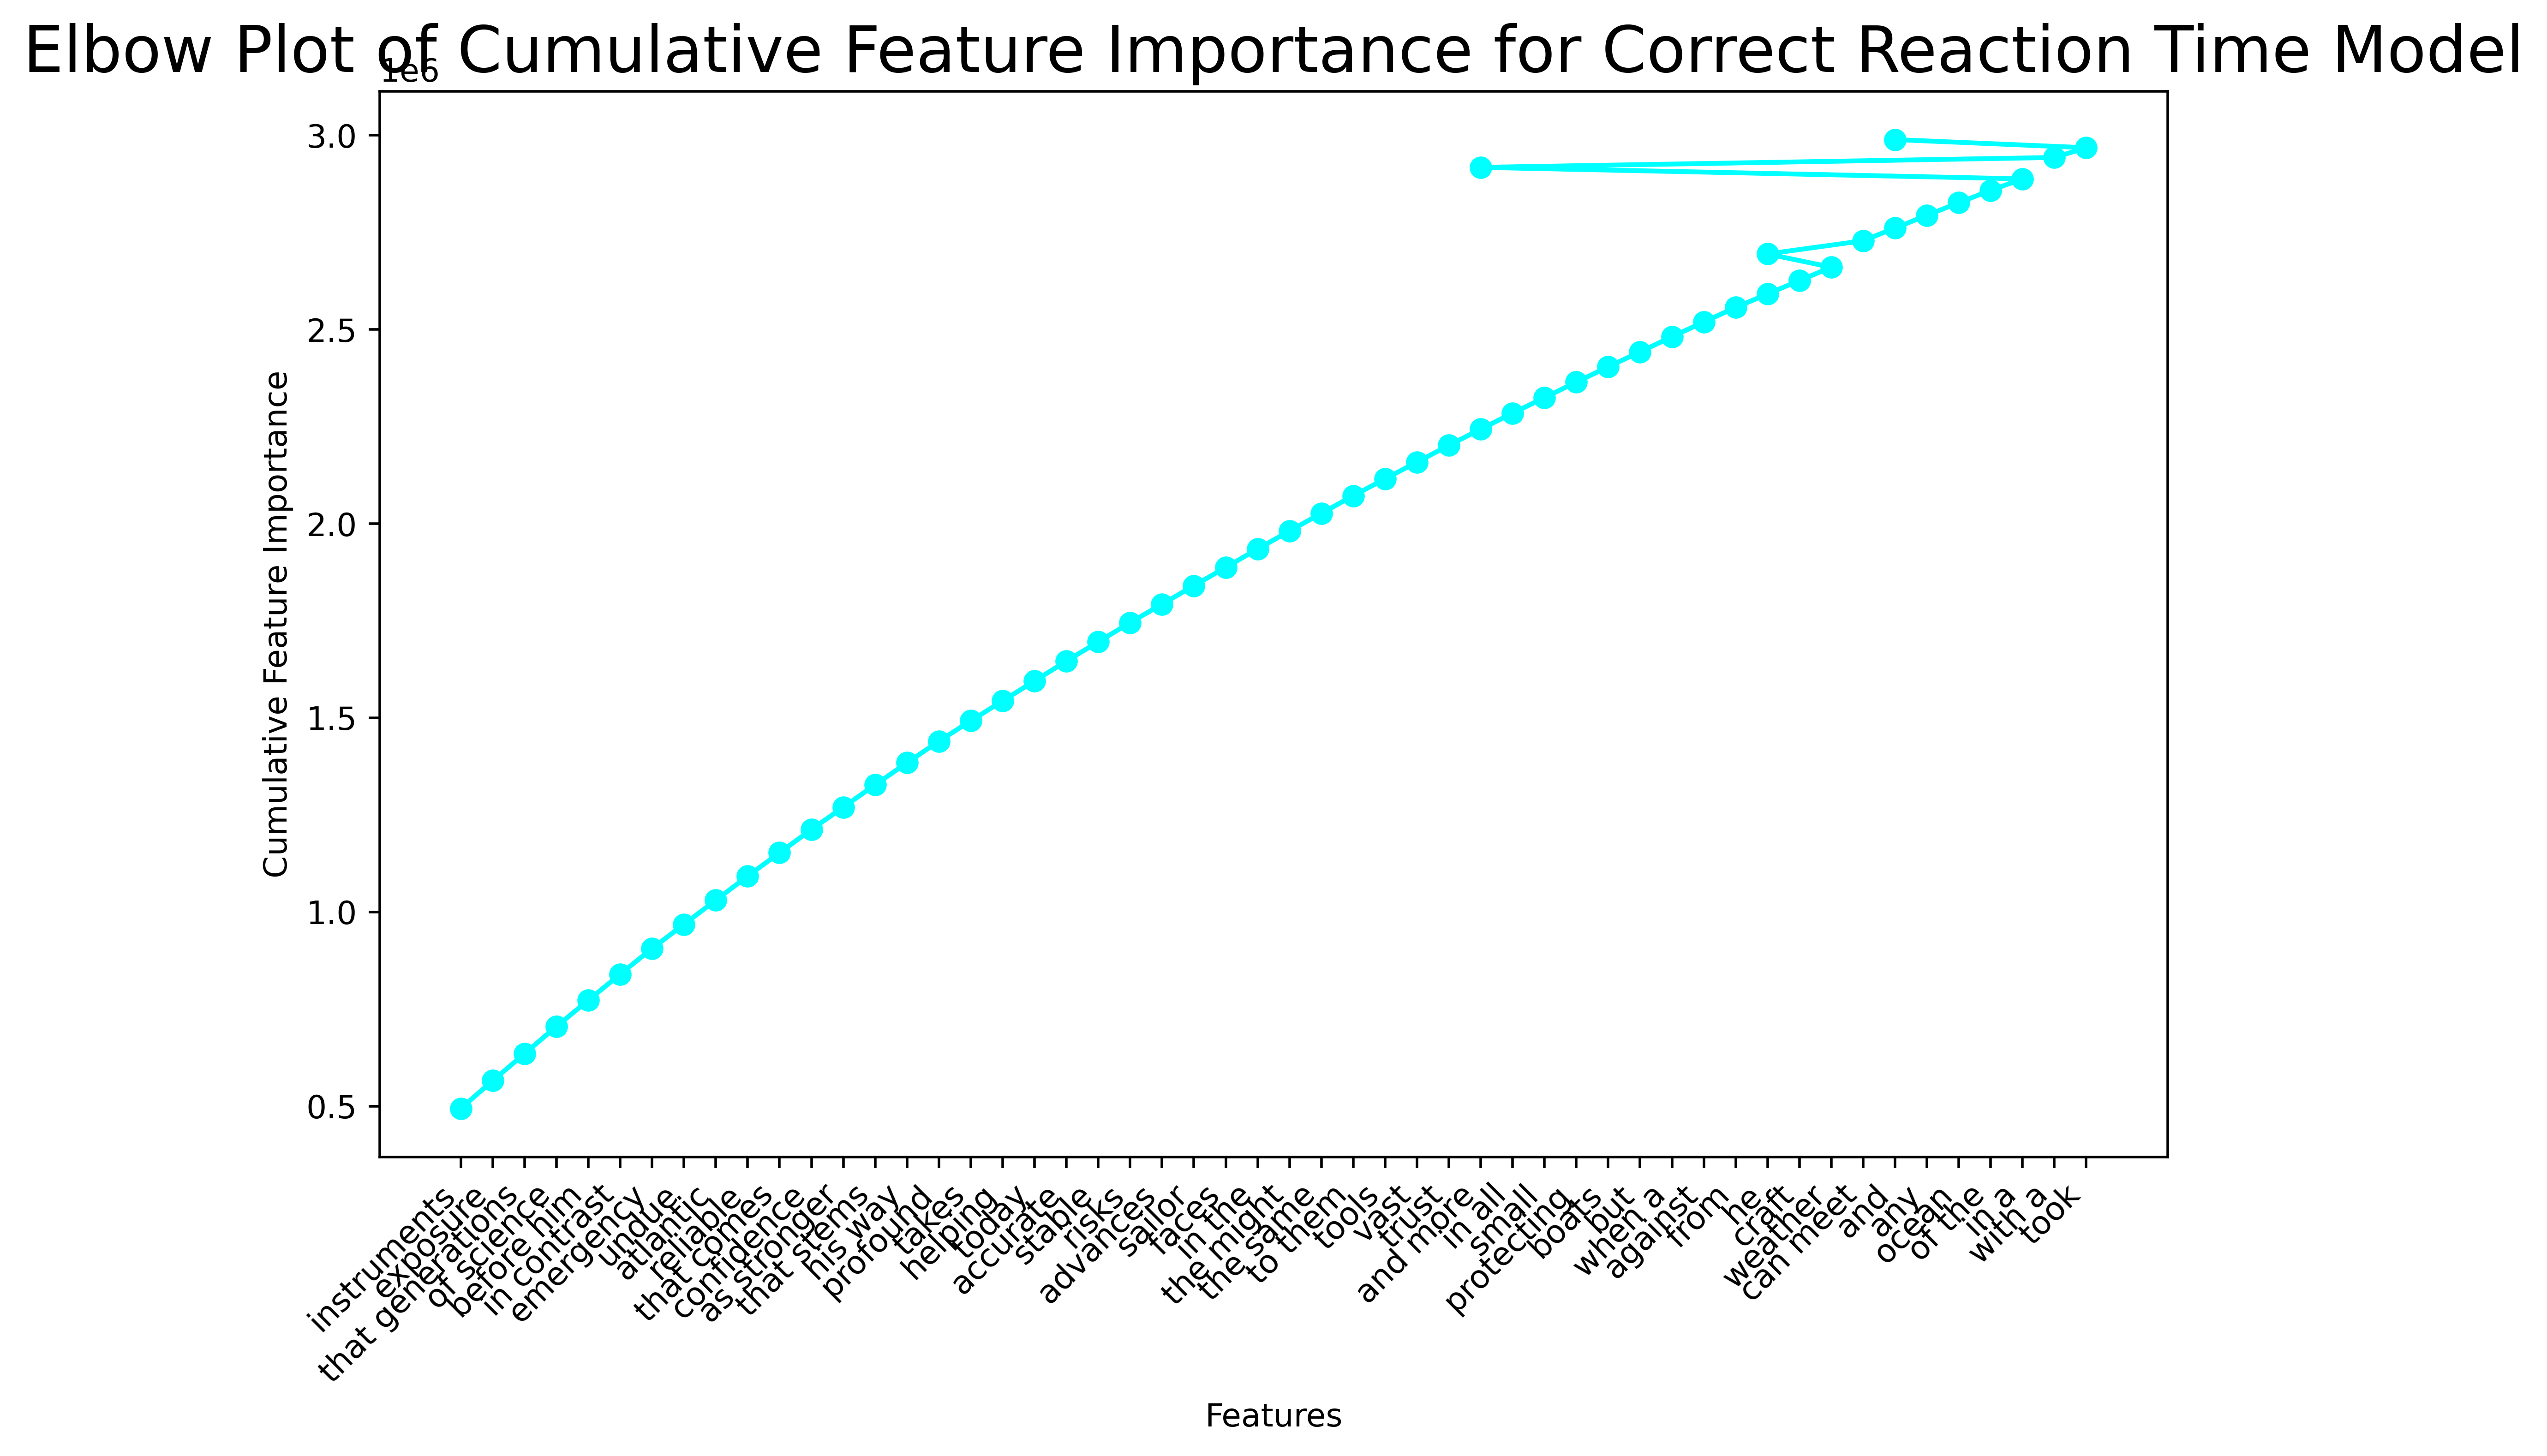 Elbow Plot of Cumulative Feature Importance for Correct Reaction Time Model
1e6
3.0
2.5
2.0
1.5
1.0
0.5
Cumulative Feature Importance
instruments
exposure
that generations
of science
before him
in contrast
emergency
undue
atlantic
reliable
that comes
confidence
as stronger
that stems
his way
profound
takes
helping
today
accurate
stable
risks
advances
sailor
faces
in the
the might
the same
to them
tools
vast
trust
and more
in all
small
protecting
boats
but
when a
against
from
he
craft
weather
can meet
and
any
ocean
of the
in a
with a
took
Features